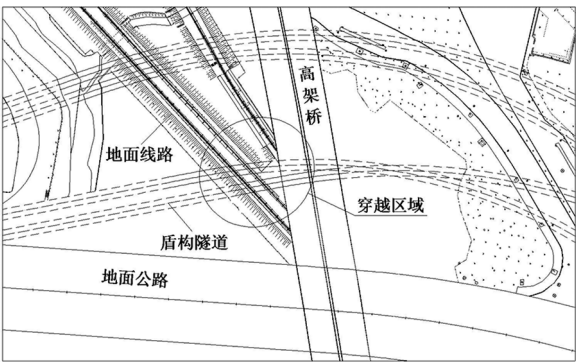 高架桥
地面线路
穿越区域
盾构隧道
地面公路